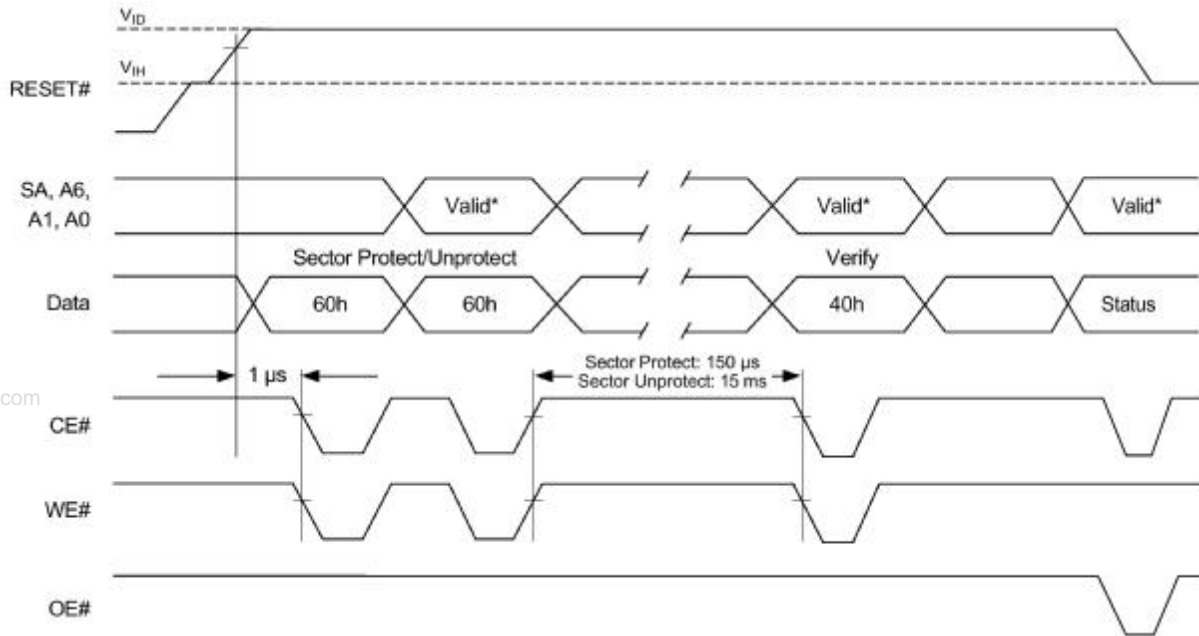 VID
VIH
RESET#
SA, A6,
A1, A0
Valid*
Valid*
Valid*
Sector Protect/Unprotect
Verify
Data
60h
60h
40h
Status
1 µs
Sector Protect: 150 µs
Sector Unprotect: 15 ms
com
CE#
WE#
OE#